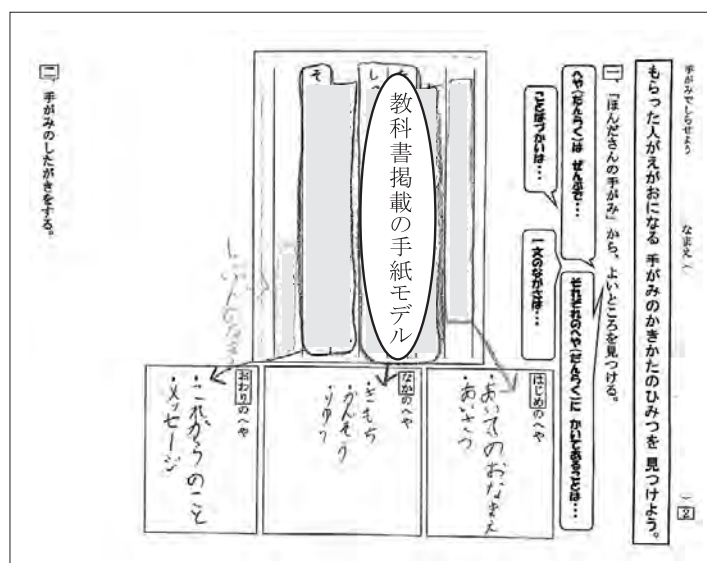 手がみでしらせよう　なまえ（　　）2
もらった人がえがおになる 手がみのかきかたのひみつを 見つけよう。
一、「ほんださんの手がみ」から、よいところを見つける。
へや（だんらく）は ぜんぶで・・・
それぞれのへや（だんらく）に かいてあることは・・・
ことばづかいは・・・
一文のながさは・・・
教科書掲載の手紙モデル
そ
はじめのへや
・あいてのおなまえ
・あいさつ
なかのへや
・きもち
・かんそう
・りゆう
おわりのへや
・これからのこと
・メッセージ
二、手がみのしたがきをする。